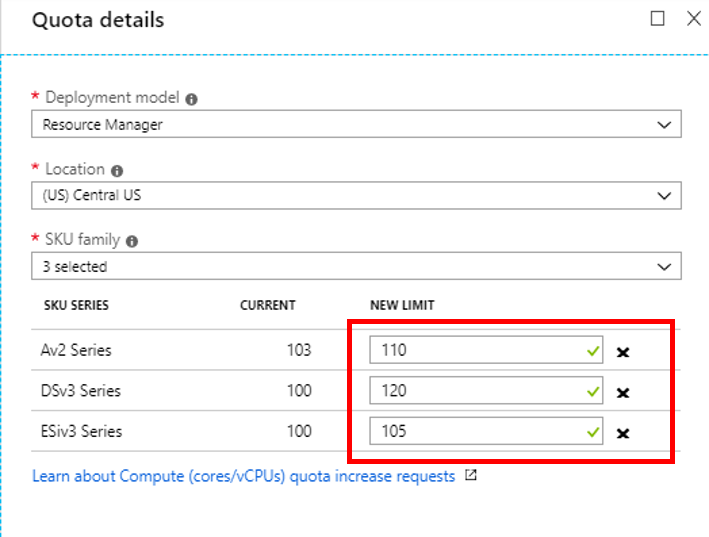 Quota details
* Deployment model
Resource Manager
* Location
(US) Central US
* SKU family
3 selected
SKU SERIES CURRENT NEW LIMIT
Av2 Series 103 110
DSv3 Series 100 120
ESiv3 Series 100 105
Learn about Compute (cores/vCPUs) quota increase requests